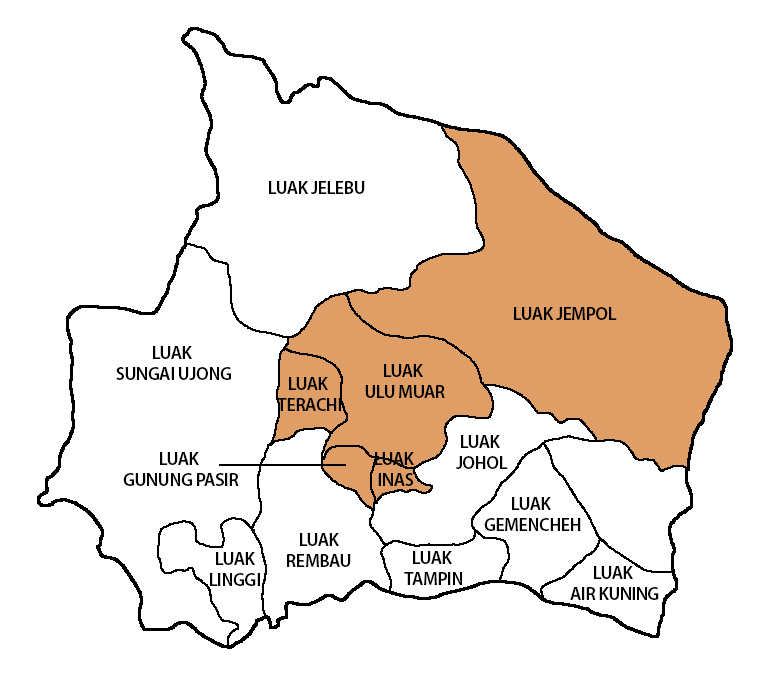 LUAK JELEBU
LUAK JEMPOL
LUAK
SUNGAI UJONG
LUAK
ULU MUAR
LUAK
TERACHI
LUAK
JOHOL
LUAK
GUNUNG PASIR
LUAK
INAS
LUAK
GEMENCHEH
LUAK
REMBAU
LUAK
LINGGI
LUAK
TAMPIN
LUAK
AIR KUNING